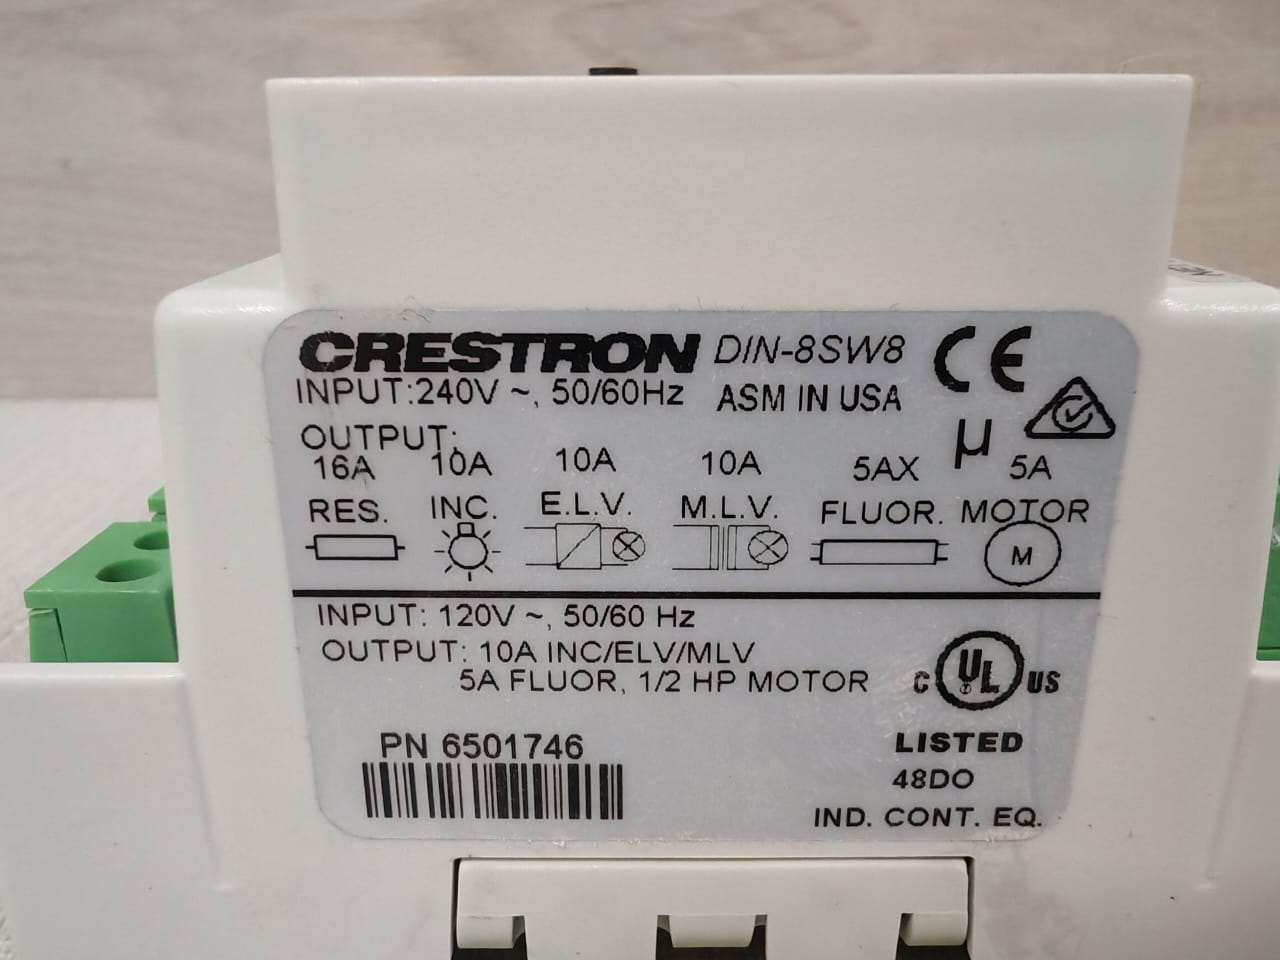 CRESTRON DIN-8SW8
INPUT:240V ~, 50/60Hz ASM IN USA
OUTPUT:
µ
16A 10A 10A 10A 5AX 5A
RES. INC. E.L.V. M.L.V. FLUOR. MOTOR
M
INPUT: 120V ~, 50/60 Hz
OUTPUT: 10A INC/ELV/MLV
5A FLUOR, 1/2 HP MOTOR
C UL US
PN 6501746
LISTED
48DO
IND. CONT. EQ.